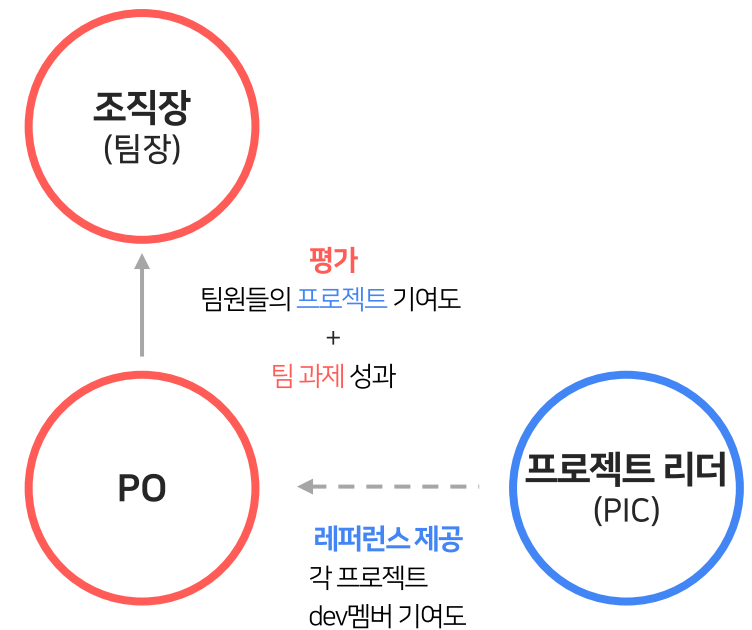 조직장
(팀장)
평가
팀원들의 프로젝트 기여도
+
팀 과제 성과
PO
프로젝트 리더
(PIC)
레퍼런스 제공
각 프로젝트
dev멤버 기여도